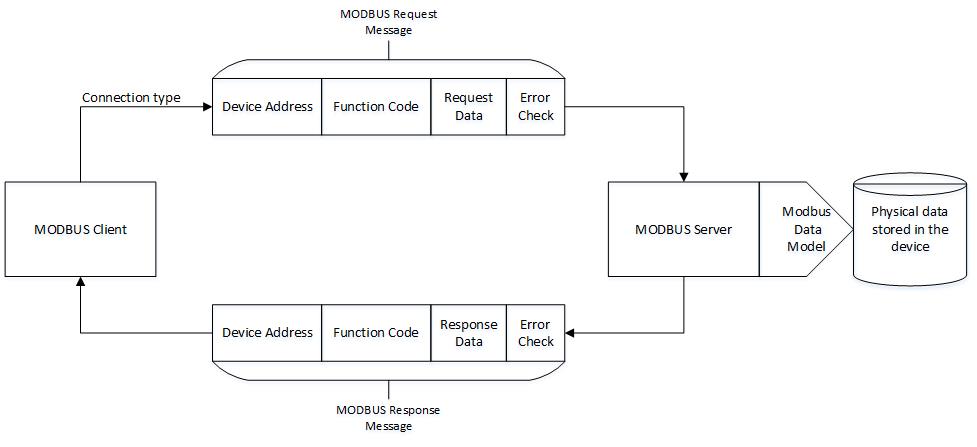 MODBUS Request
Message
Connection type
Device Address
Function Code
Request
Data
Error
Check
MODBUS Client
MODBUS Server
Modbus
Data
Model
Physical data
stored in the
device
Device Address
Function Code
Response
Data
Error
Check
MODBUS Response
Message